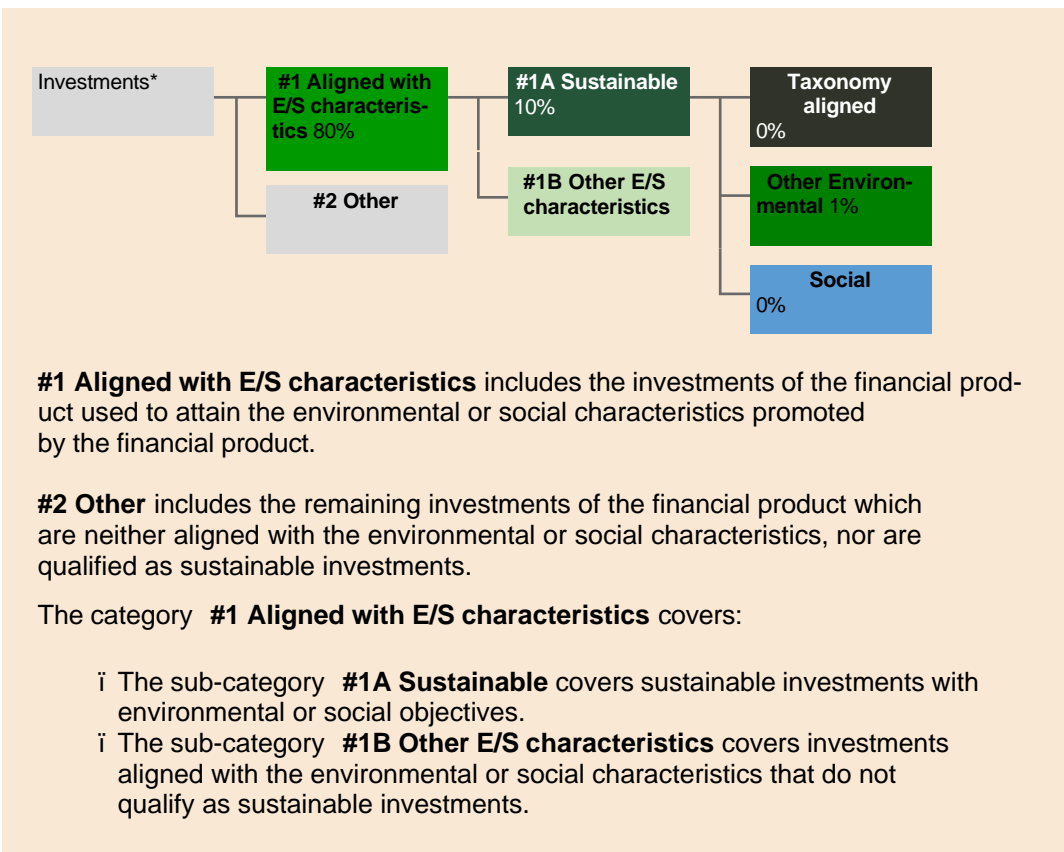 Investments*
#1 Aligned with
E/S characteris-
tics 80%
#2 Other
#1A Sustainable
10%
#1B Other E/S
characteristics
Taxonomy
aligned
0%
Other Environ-
mental 1%
Social
0%
#1 Aligned with E/S characteristics includes the investments of the financial prod-
uct used to attain the environmental or social characteristics promoted
by the financial product.
#2 Other includes the remaining investments of the financial product which
are neither aligned with the environmental or social characteristics, nor are
qualified as sustainable investments.
The category #1 Aligned with E/S characteristics covers:
ï The sub-category #1A Sustainable covers sustainable investments with
environmental or social objectives.
ï The sub-category #1B Other E/S characteristics covers investments
aligned with the environmental or social characteristics that do not
qualify as sustainable investments.